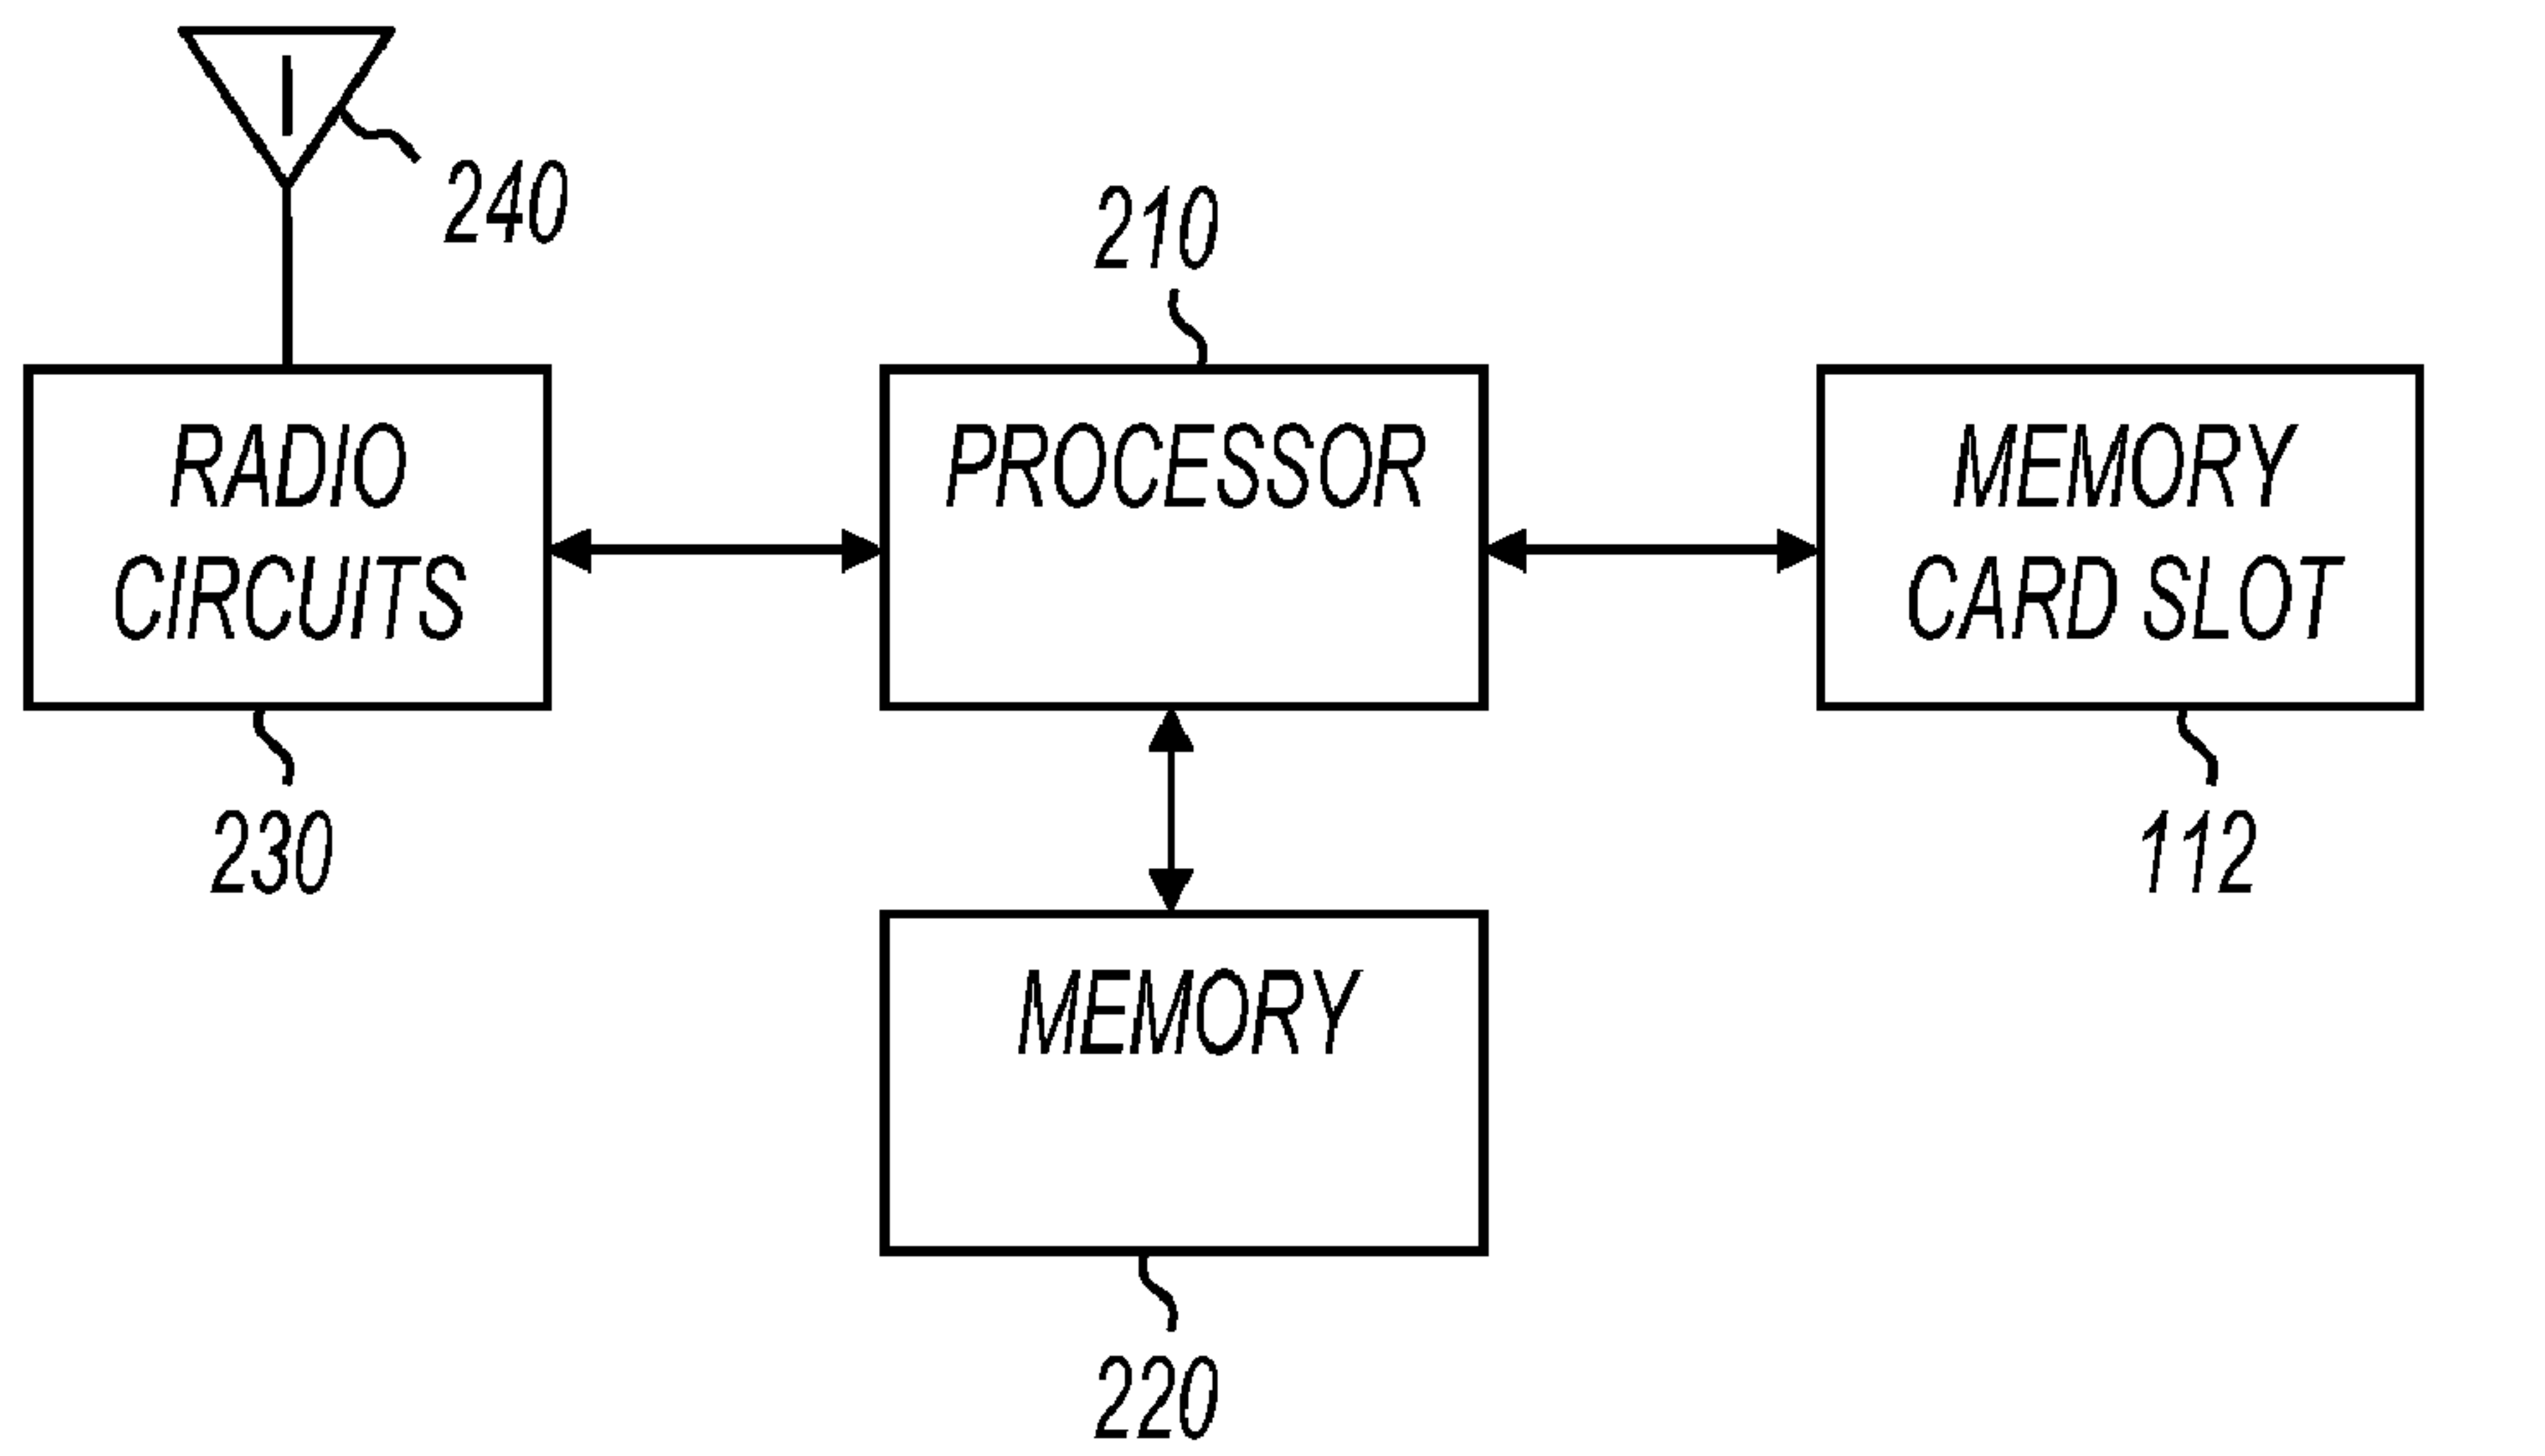 240
210
RADIO
CIRCUITS
PROCESSOR
MEMORY
CARD SLOT
230
112
MEMORY
220